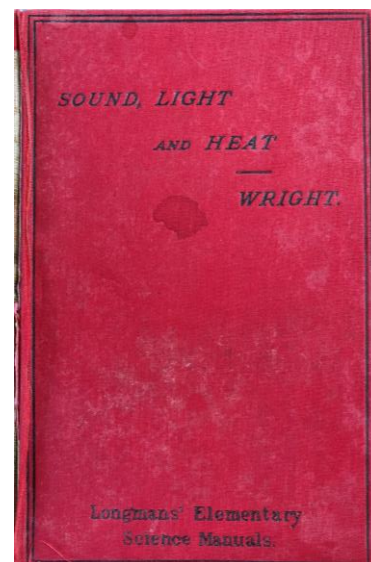 SOUND, LIGHT
AND HEAT
WRIGHT.
Longmans' Elementary
Science Manuals.